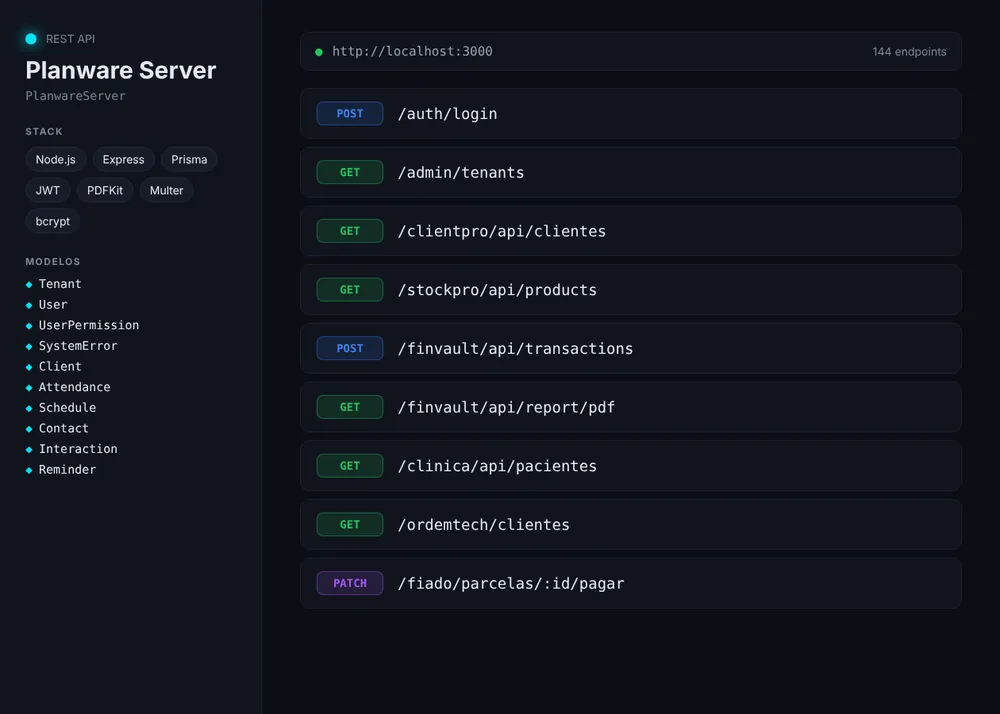 REST API
Planware Server
PlanwareServer
STACK
Node.js Express Prisma
JWT PDFKit Multer
bcrypt
MODELOS
Tenant
User
UserPermission
SystemError
Client
Attendance
Schedule
Contact
Interaction
Reminder
http://localhost:3000 144 endpoints
POST /auth/login
GET /admin/tenants
GET /clientpro/api/clientes
GET /stockpro/api/products
POST /finvault/api/transactions
GET /finvault/api/report/pdf
GET /clinica/api/pacientes
GET /ordemtech/clientes
PATCH /fiado/parcelas/:id/pagar